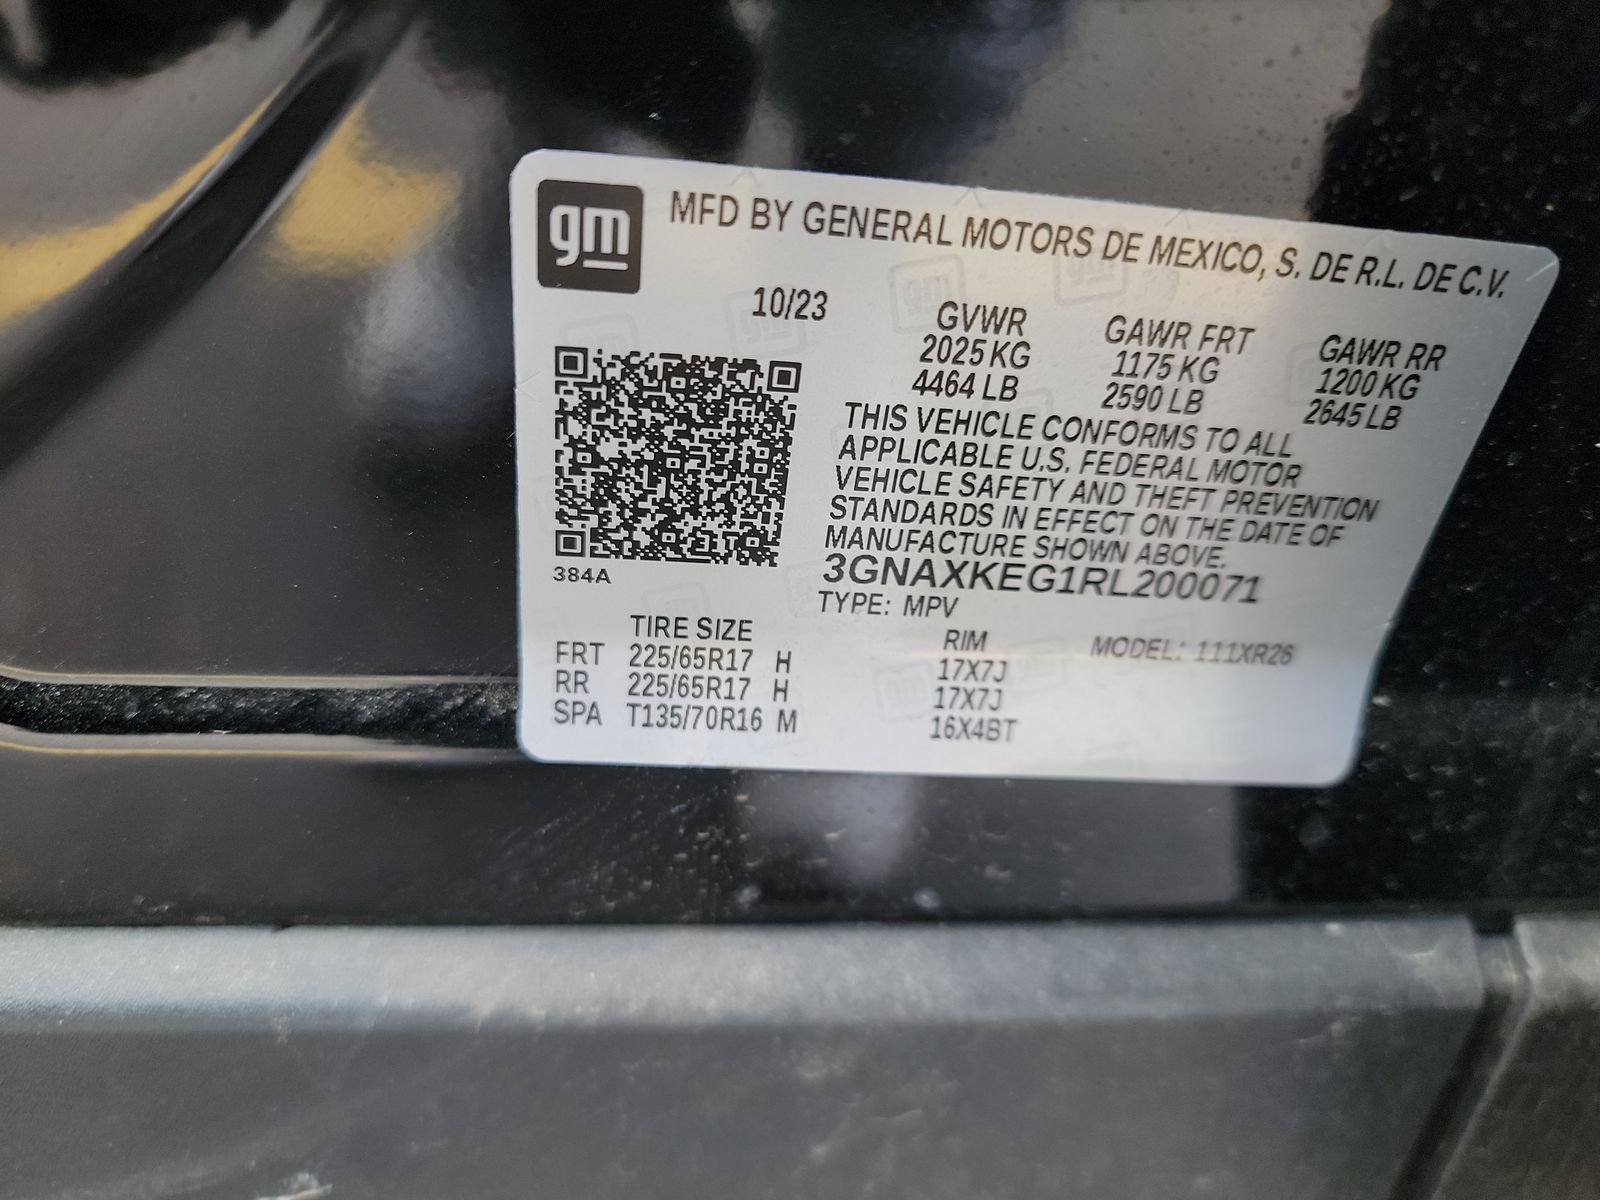 gm
MFD BY GENERAL MOTORS DE MEXICO, S. DE R.L. DE C.V.
10/23 GVWR GAWR FRT GAWR RR
2025 KG 1175 KG 1200 KG
4464 LB 2590 LB 2645 LB
THIS VEHICLE CONFORMS TO ALL
APPLICABLE U.S. FEDERAL MOTOR
VEHICLE SAFETY AND THEFT PREVENTION
STANDARDS IN EFFECT ON THE DATE OF
MANUFACTURE SHOWN ABOVE.
384A
3GNAXKEG1RL200071
TYPE: MPV
TIRE SIZE RIM MODEL: 111XR26
FRT 225/65R17 H 17X7J
RR 225/65R17 H 17X7J
SPA T135/70R16 M 16X4BT